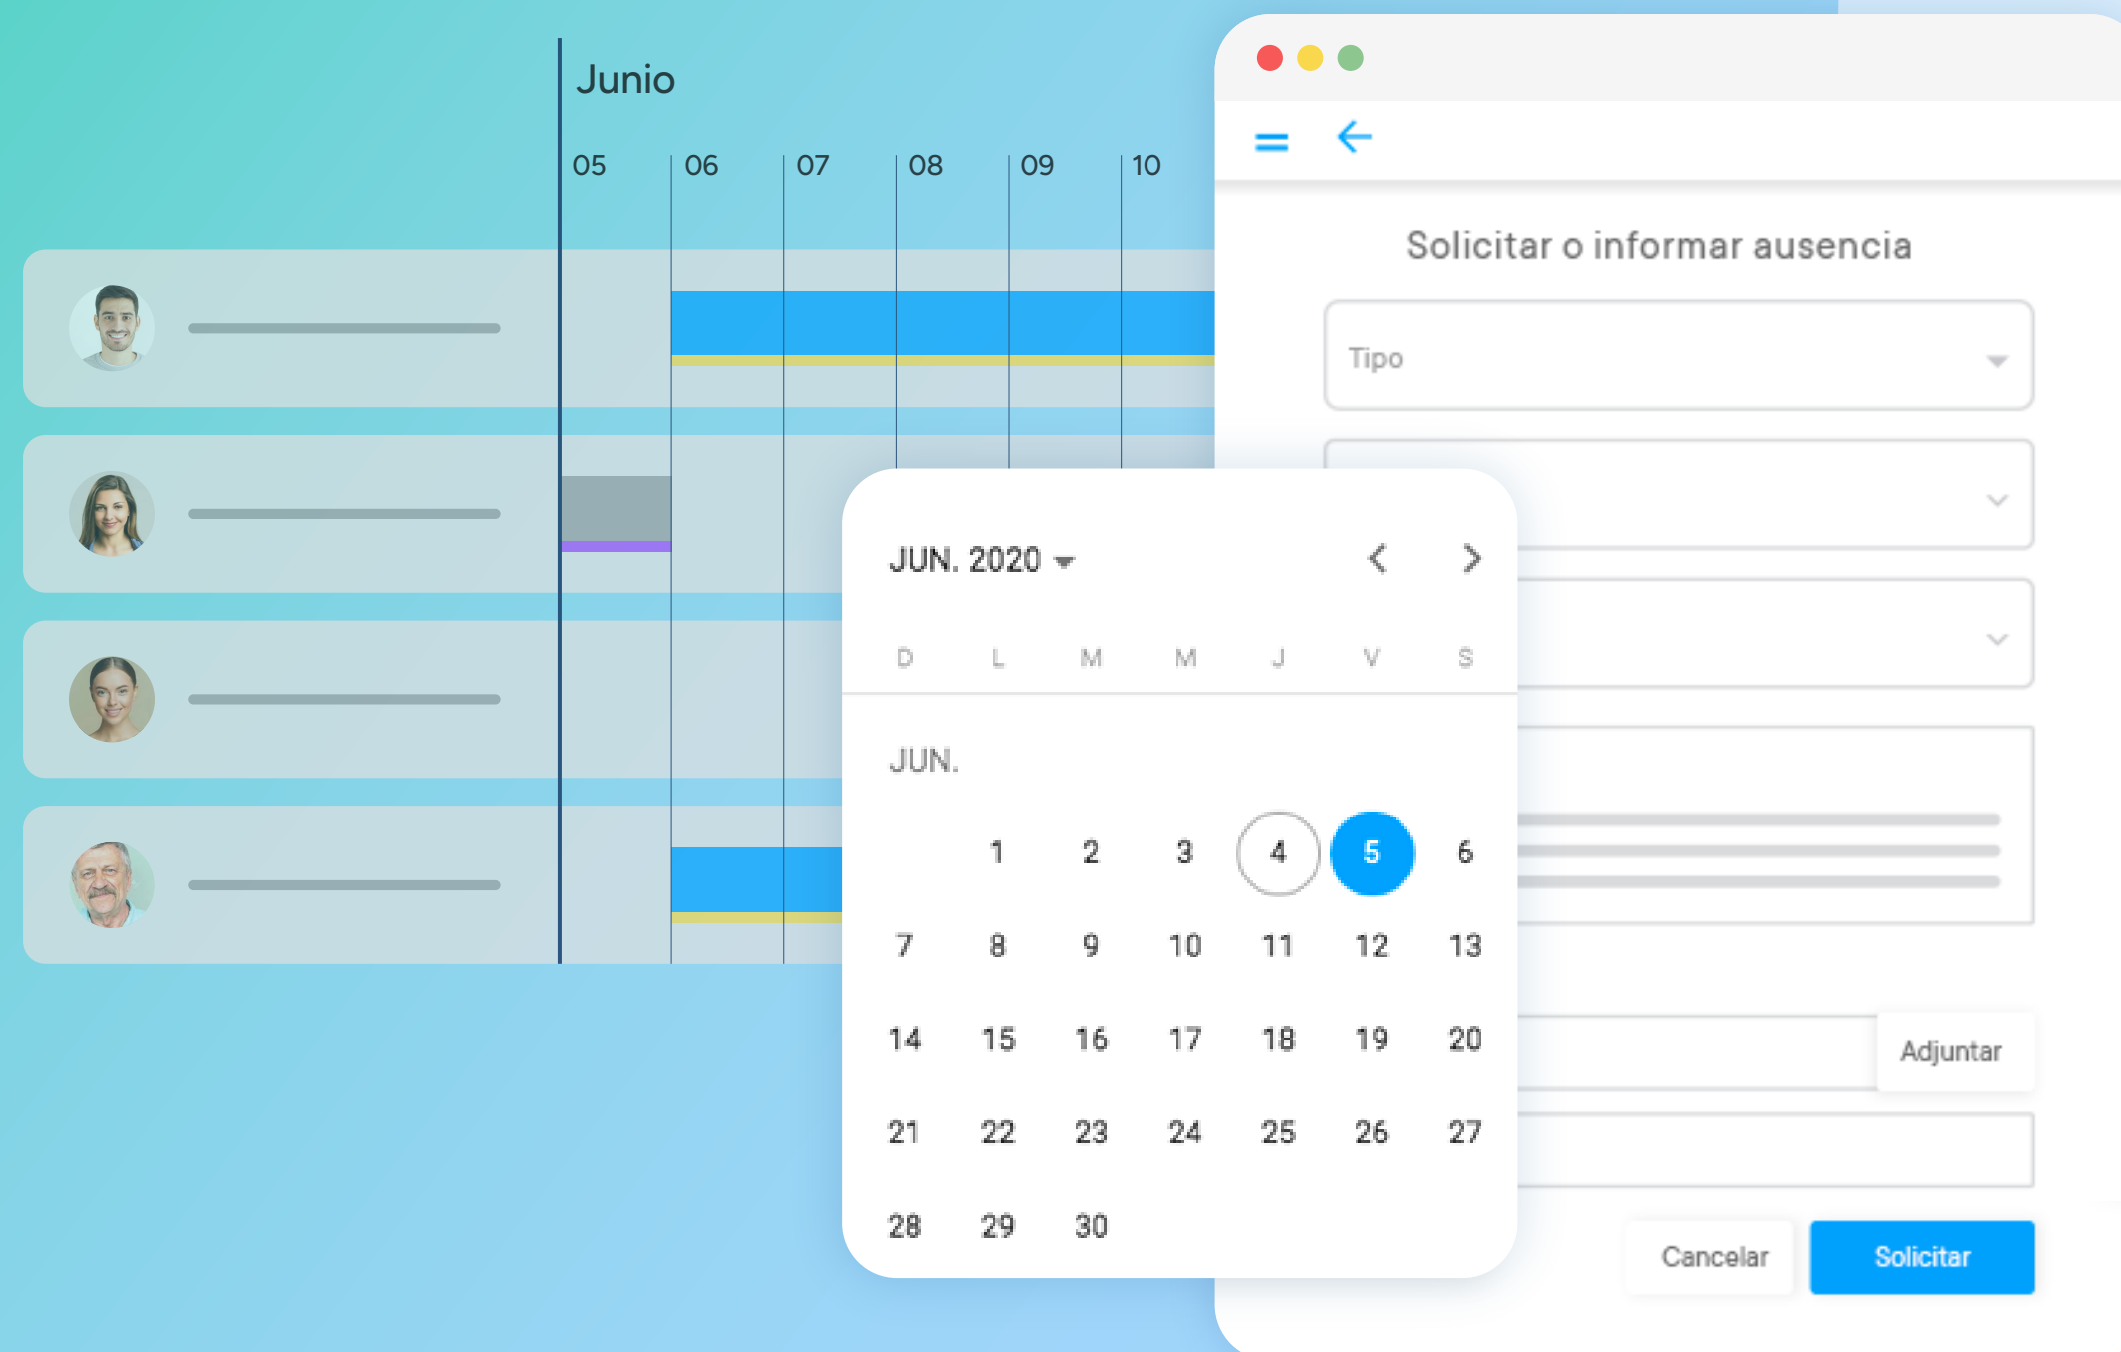 Junio
05 06 07 08 09 10
Solicitar o informar ausencia
Tipo
JUN. 2020
D L M M J V S
JUN.
1 2 3 4 5 6
7 8 9 10 11 12 13
14 15 16 17 18 19 20
21 22 23 24 25 26 27
28 29 30
Adjuntar
Cancelar Solicitar